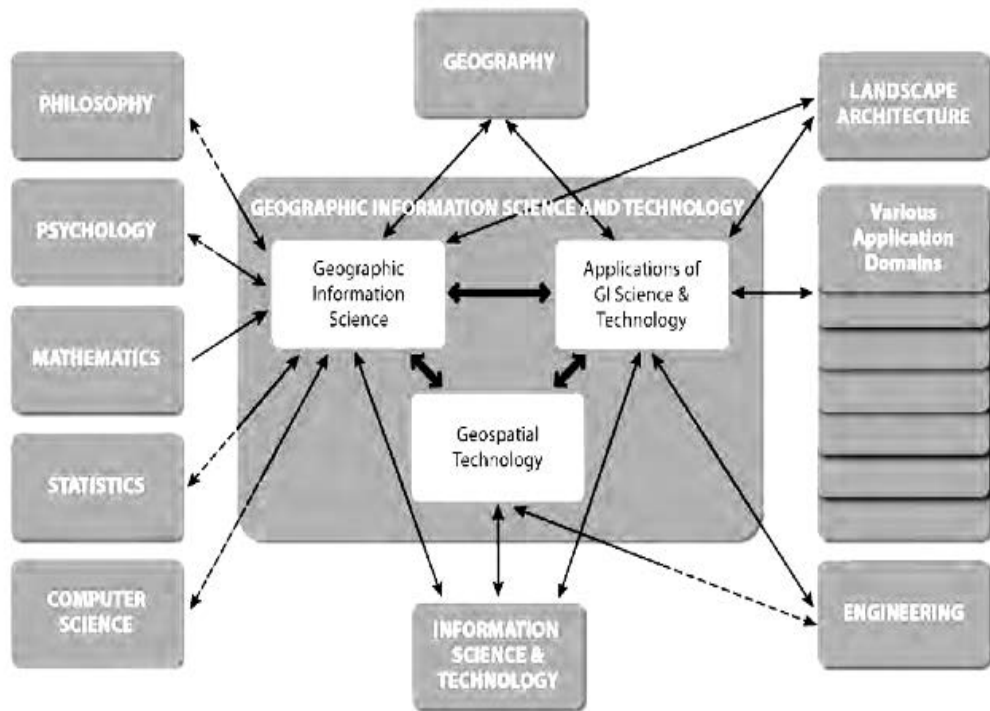 GEOGRAPHY
PHILOSOPHY
LANDSCAPE
ARCHITECTURE
GEOGRAPHIC INFORMATION SCIENCE AND TECHNOLOGY
PSYCHOLOGY
Various
Application
Domains
Geographic
Information
Science
Applications of
GI Science &
Technology
MATHEMATICS
Geospatial
Technology
STATISTICS
COMPUTER
SCIENCE
INFORMATION
SCIENCE &
TECHNOLOGY
ENGINEERING